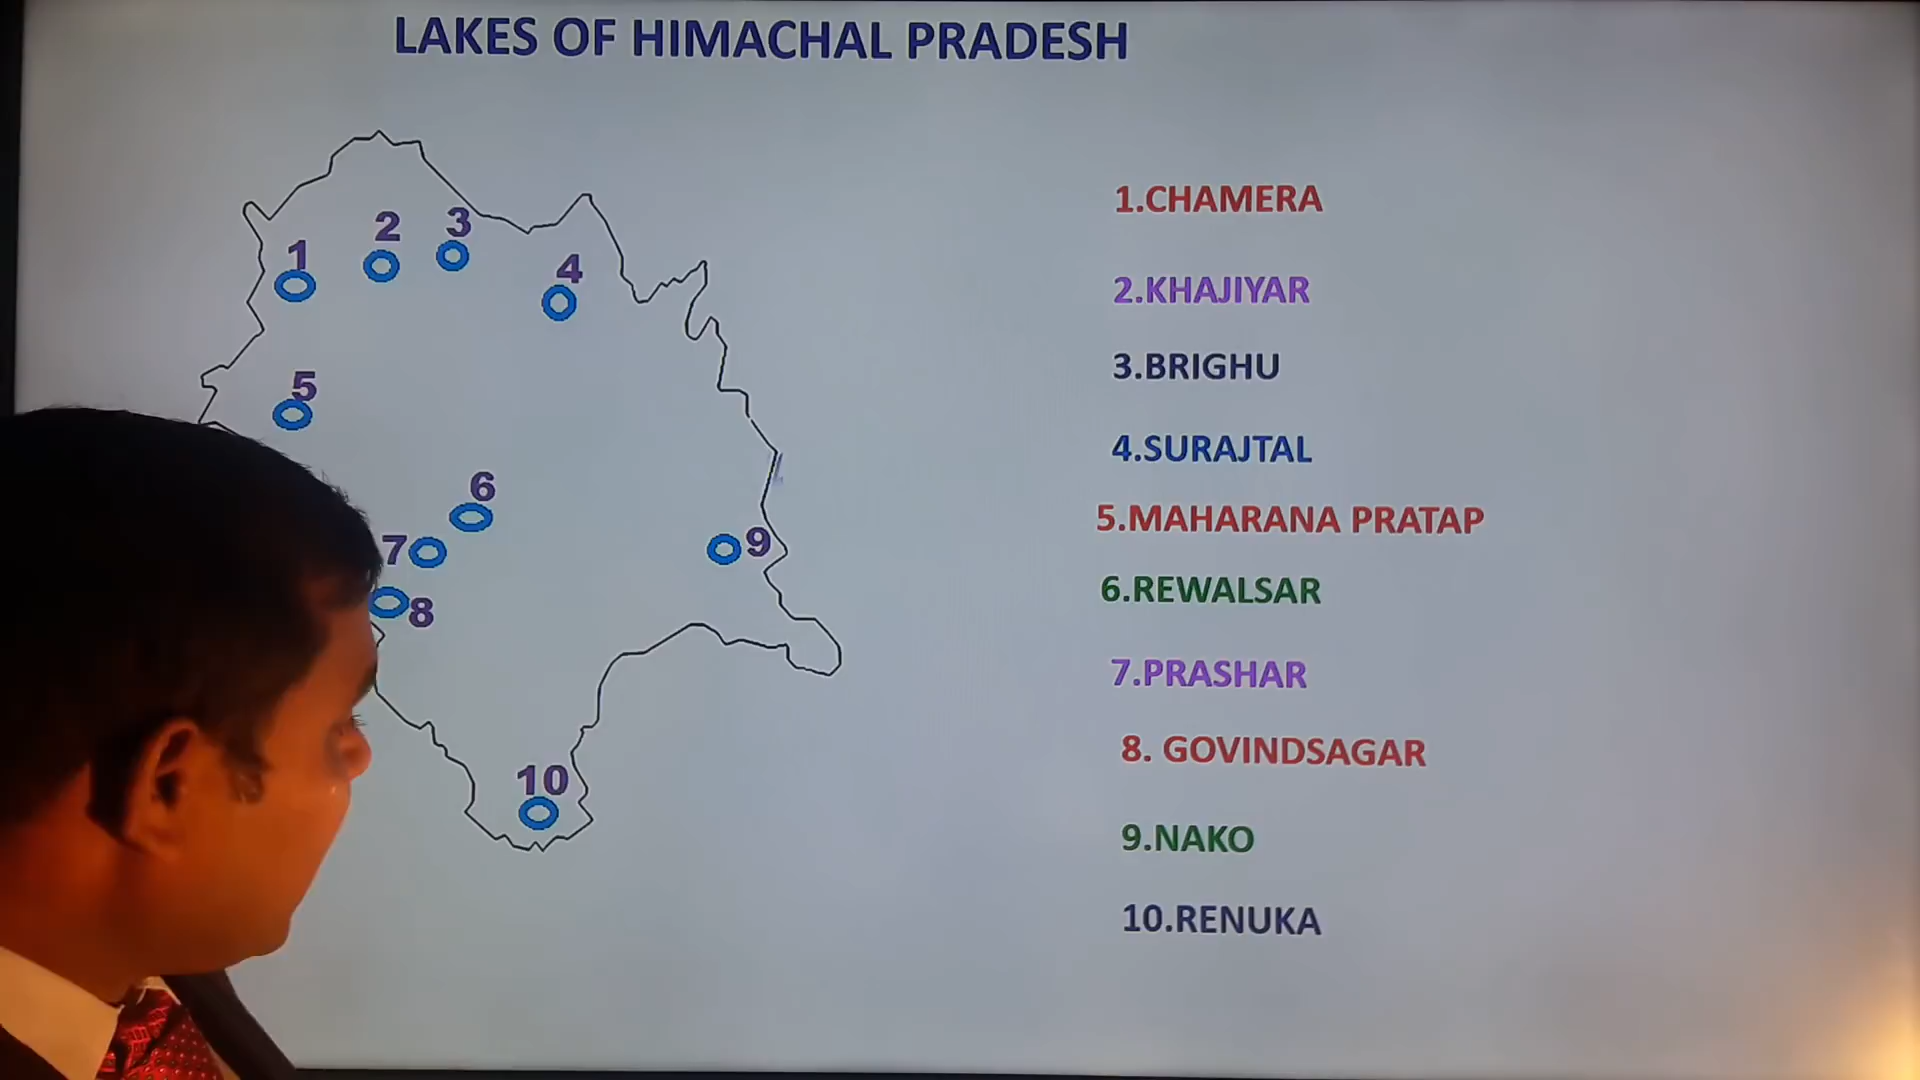 LAKES OF HIMACHAL PRADESH
1
2
3
4
5
6
7
8
9
10
1.CHAMERA
2.KHAJIYAR
3.BRIGHU
4.SURAJTAL
5.MAHARANA PRATAP
6.REWALSAR
7.PRASHAR
8. GOVINDSAGAR
9.NAKO
10.RENUKA